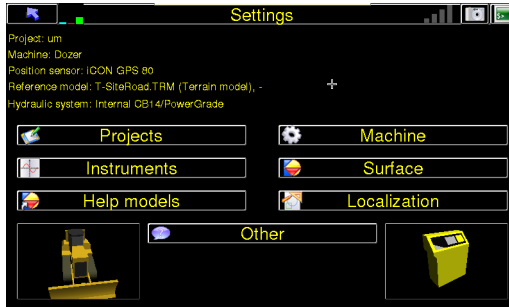 Settings
Project: um
Machine: Dozer
Position sensor: iCON GPS 80
Reference model: T-SiteRoad.TRM (Terrain model), -
Hydraulic system: Internal CB14/PowerGrade
Projects
Machine
Instruments
Surface
Help models
Localization
Other